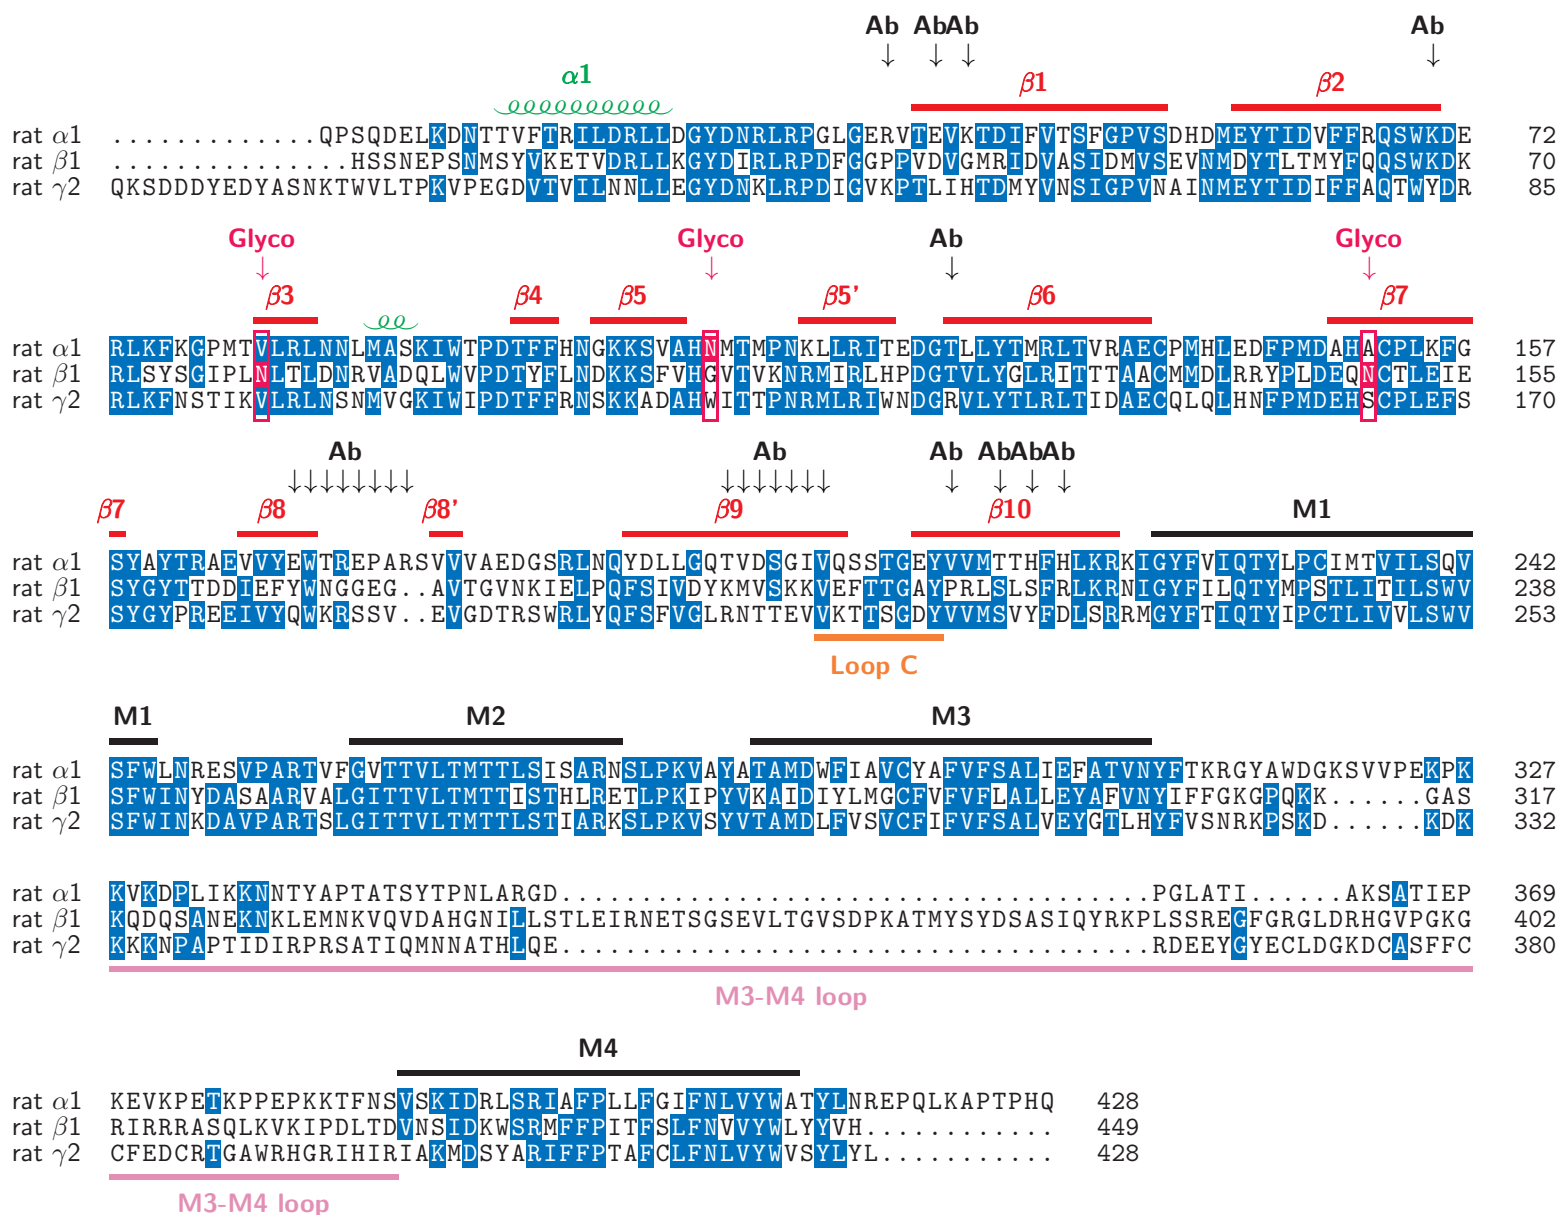 Ab Ab Ab Ab Ab
α1 β1 β2
rat α1 .............QPSQDELKDNTTVFTRILDRLLDGYDNRLRPGLGERVTEVKTDIFVTSFGPVSDHDMEYTIDVFFRQSWKDE 72
rat β1 ...............HSSNEPSNMSYVKETVDRLLKGYDIRLRPDFGGPPVDVGMRIDVASIDMVSEVNMDYTLTMYFQQSWKDK 70
rat γ2 QKSDDDYEDYASNKTWVLTPKVPEGDVTVILNNLLEGYDNKLRPDIGVKPTLIHTDMYVNSIGPVNAINMEYTIDIFFAQTWYDR 85
Glyco Glyco Ab Glyco
β3 β4 β5 β5' β6 β7
rat α1 RLKFKGPMTVLRLNNLMASKIWTPDTFFHNGKKSVAHNMTMPNKLLRITEDGTLLYTMRLTVRAECPMHLEDFPMDAHACPLKFG 157
rat β1 RLSYSGIPLNLTLDNRVADQLWVPDTYFLNDKKSFVHGVTVKNRMIRLHPDGTVLYGLRITTTAACMMDLRRYPLDEQNCTLEIE 155
rat γ2 RLKFNSTIKVLRLNSNMVGKIWIPDTFFRNSKKADAHWITTPNRMLRIWNDGRVLYTLRLTIDAECQLQLHNFPMDEHSCPLEFS 170
Ab Ab Ab Ab Ab Ab
β7 β8 β8' β9 β10 M1
rat α1 SYAYTRAEVVYEWTREPARSVVVAEDGSRLNQYDLLGQTVDSGIVQSSTGEYVVMTTHFHLKRKIGYFVIQTYLPCIMTVILSQV 242
rat β1 SYGYTTDDIEFYWNGGEG..AVTGVNKIELPQFSIVDYKMVSKKVEFTTGAYPRLSLSFRLKRNIGYFILQTYMPSTLITILSWV 238
rat γ2 SYGYPREEIVYQWKRSSV..EVGDTRSWRLYQFSFVGLRNTTEVVKTTSGDYVVMSVYFDLSRRMGYFTIQTYIPCTLIVVLSWV 253
Loop C
M1 M2 M3
rat α1 SFWLNRESVPARTVFGVTTVLTMTTLSISARNSLPKVAYATAMDWFIAVCYAFVFSALIEFATVNYFTKRGYAWDGKSVVPEKPK 327
rat β1 SFWINYDASAARVALGITTVLTMTTISTHLRETLPKIPYVKAIDIYLMGCFVFVFLALLEYAFVNYIFFGKGPQKK......GAS 317
rat γ2 SFWINKDAVPARTSLGITTVLTMTTLSTIARKSLPKVSYVTAMDLFVSVCFIFVFSALVEYGTLHYFVSNRKPSKD......KDK 332
rat α1 KVKDPLIKKNNTYAPTATSYTPNLARGD.....................................PGLATI......AKSATIEP 369
rat β1 KQDQSANEKNKLEMNKVQVDAHGNILLSTLEIRNETSGSEVLTGVSDPKATMYSYDSASIQYRKPLSSREGFGRGLDRHGVPGKG 402
rat γ2 KKKNPAPTIDIRPRSATIQMNNATHLQE.....................................RDEEYGYECLDGKDCASFFC 380
M3-M4 loop
M4
rat α1 KEVKPETKPPEPKKTFNSVSKIDRLSRIAFPLLFGIFNLVYWATYLNREPQLKAPTPHQ 428
rat β1 RIRRRASQLKVKIPDLTDVNSIDKWSRMFFPITFSLFNVVYWLYYVH............ 449
rat γ2 CFEDCRTGAWRHGRIHIRIAKMDSYARIFFPTAFCLFNLVYWVSYLYL........... 428
M3-M4 loop